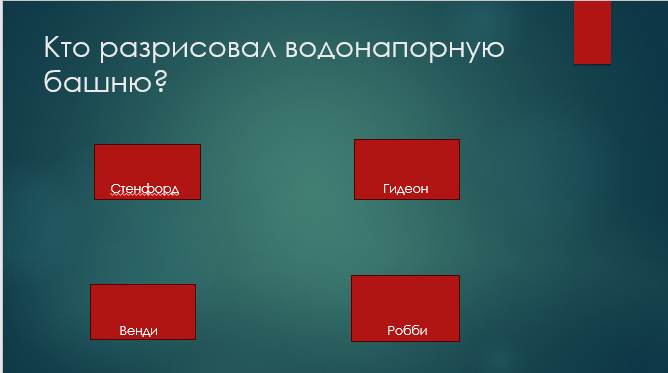 Кто разрисовал водонапорную
башню?
Стенфорд
Гидеон
Венди
Робби